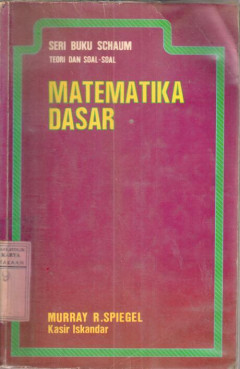 SERI BUKU SCHAUM
TEORI DAN SOAL-SOAL
MATEMATIKA
DASAR
MURRAY R.SPIEGEL
Kasir Iskandar